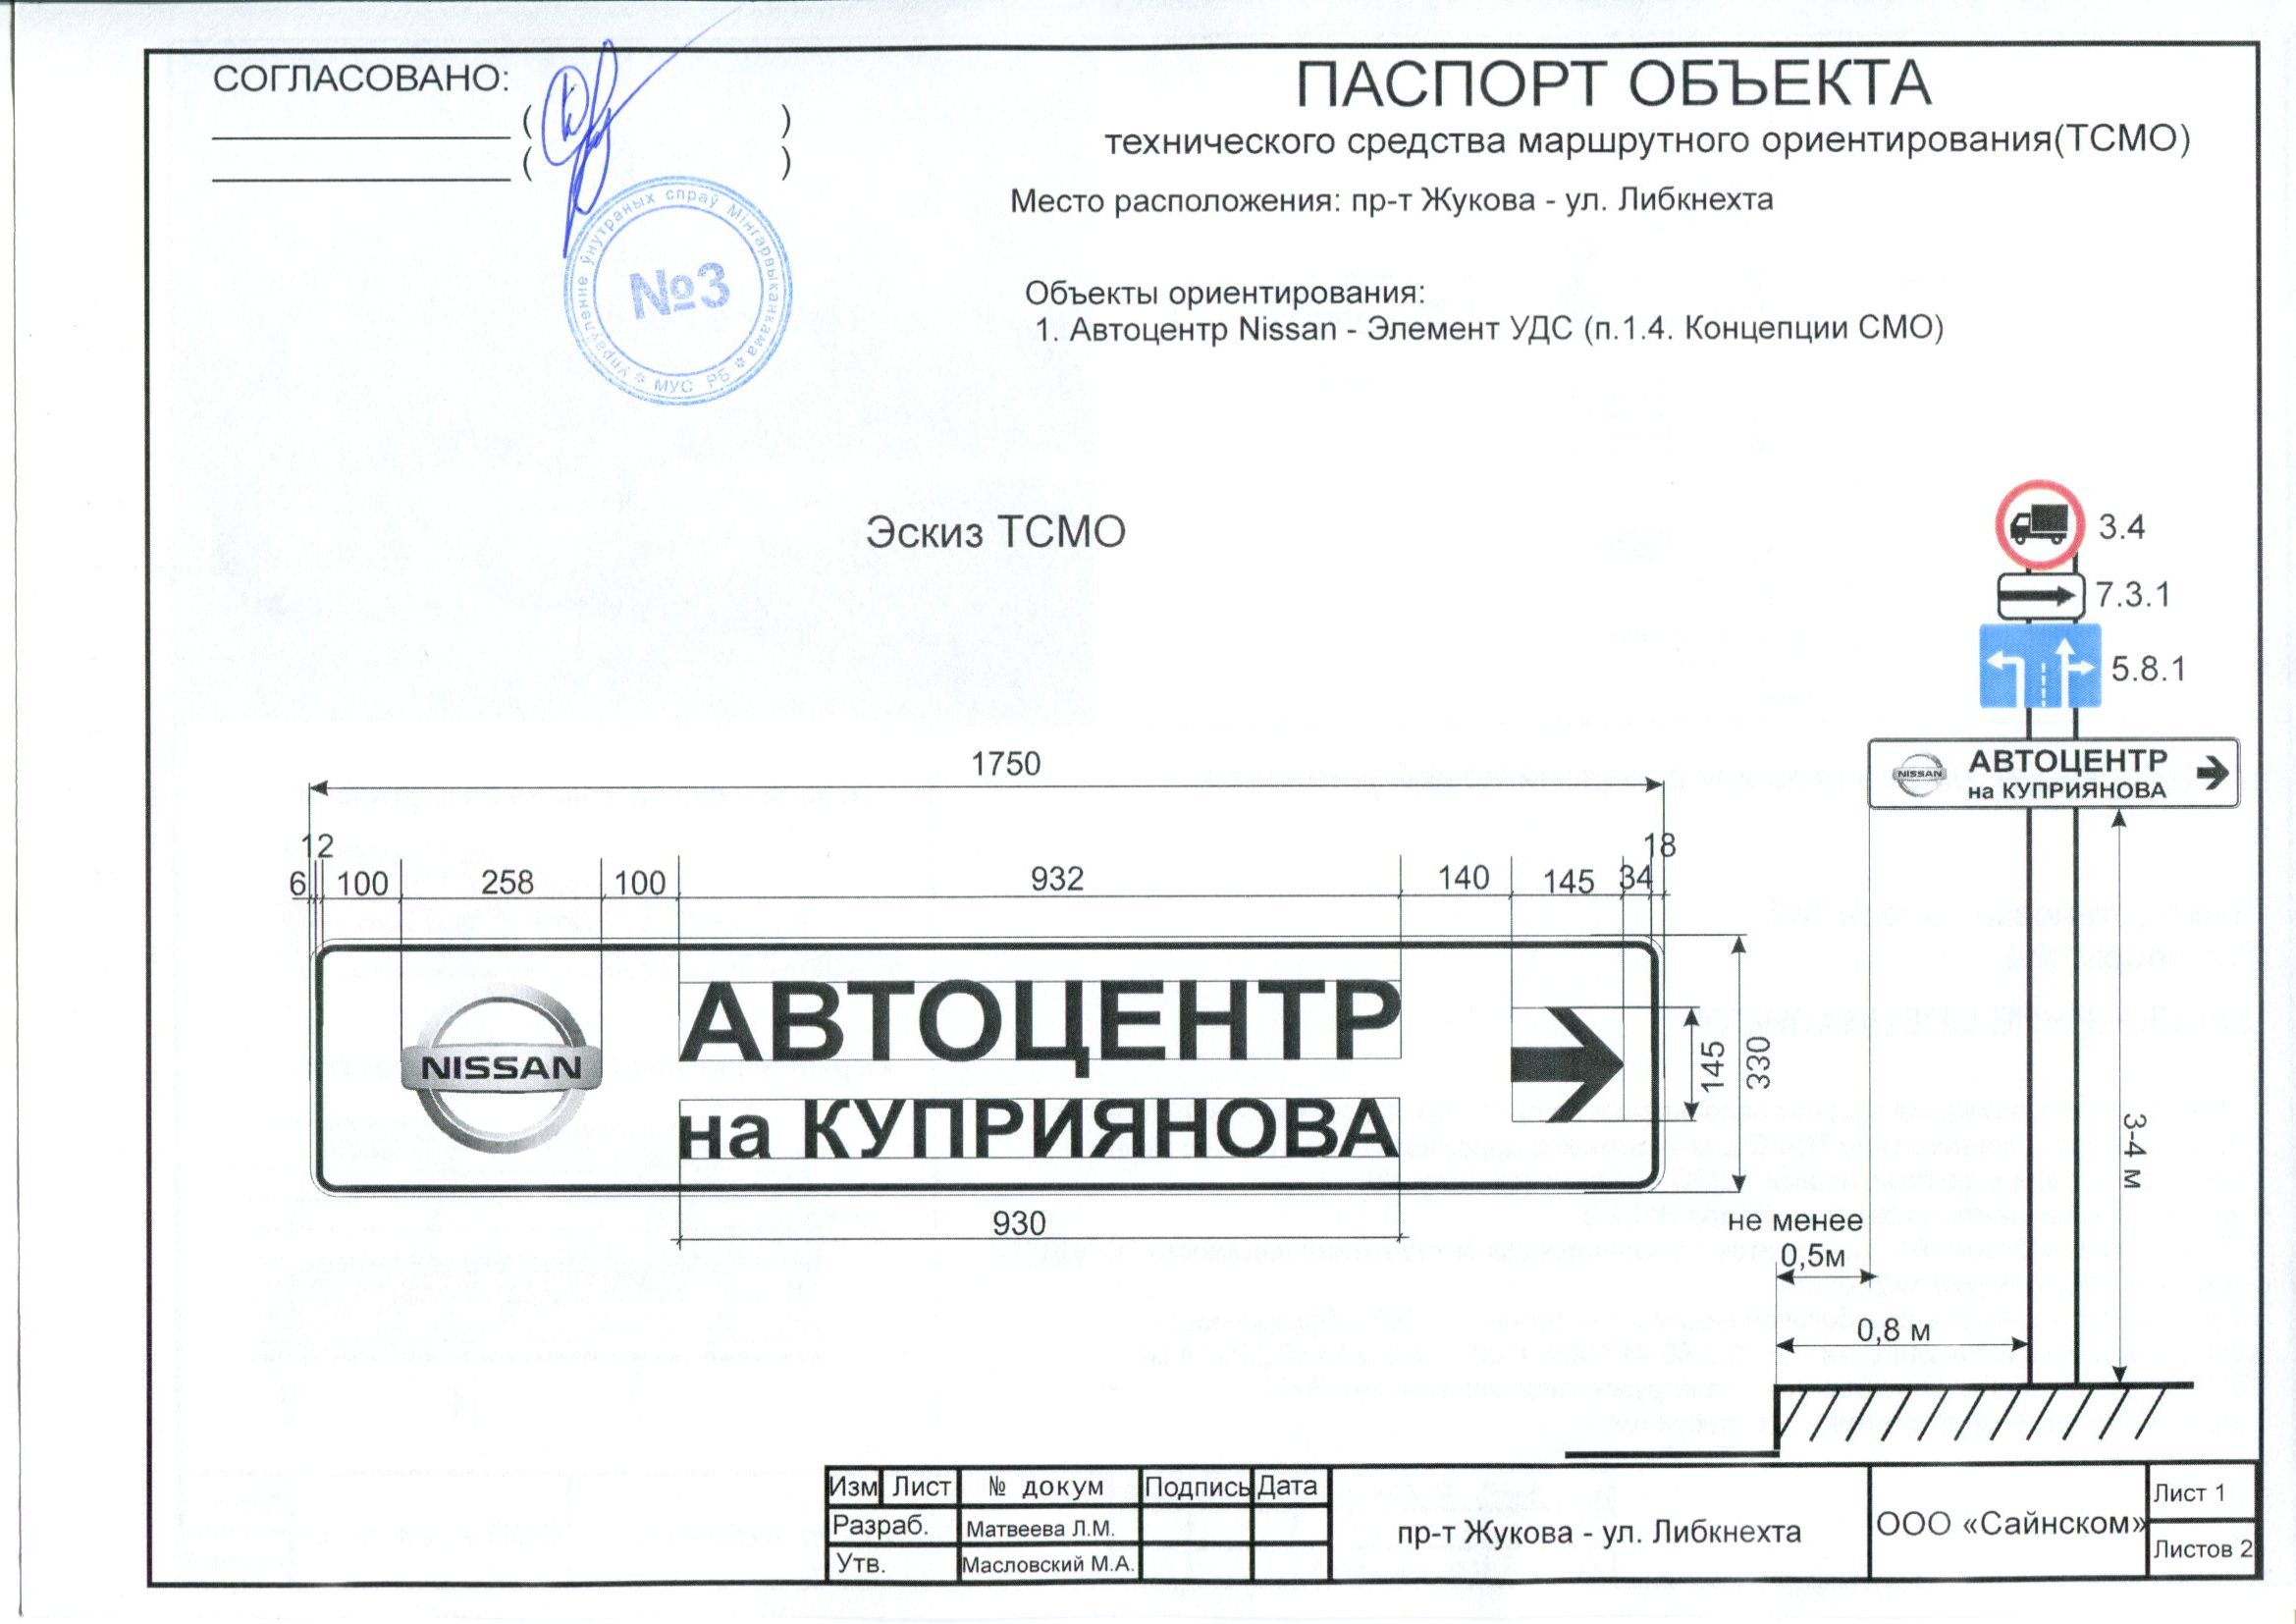 СОГЛАСОВАНО:
( )
( )
упраўленне ўнутраных спраў Мінгарвыканкама * МУС РБ *
№3
ПАСПОРТ ОБЪЕКТА
технического средства маршрутного ориентирования(ТСМО)
Место расположения: пр-т Жукова - ул. Либкнехта
Объекты ориентирования:
1. Автоцентр Nissan - Элемент УДС (п.1.4. Концепции СМО)
Эскиз ТСМО
3.4
7.3.1
5.8.1
NISSAN
АВТОЦЕНТР
на КУПРИЯНОВА
1750
12
18
6 100 258 100 932 140 145 34
NISSAN
АВТОЦЕНТР
на КУПРИЯНОВА
145
330
930
3-4 м
не менее
0,5м
0,8 м
Изм Лист № докум Подпись Дата
Разраб. Матвеева Л.М.
Утв. Масловский М.А.
пр-т Жукова - ул. Либкнехта
ООО «Сайнском»
Лист 1
Листов 2